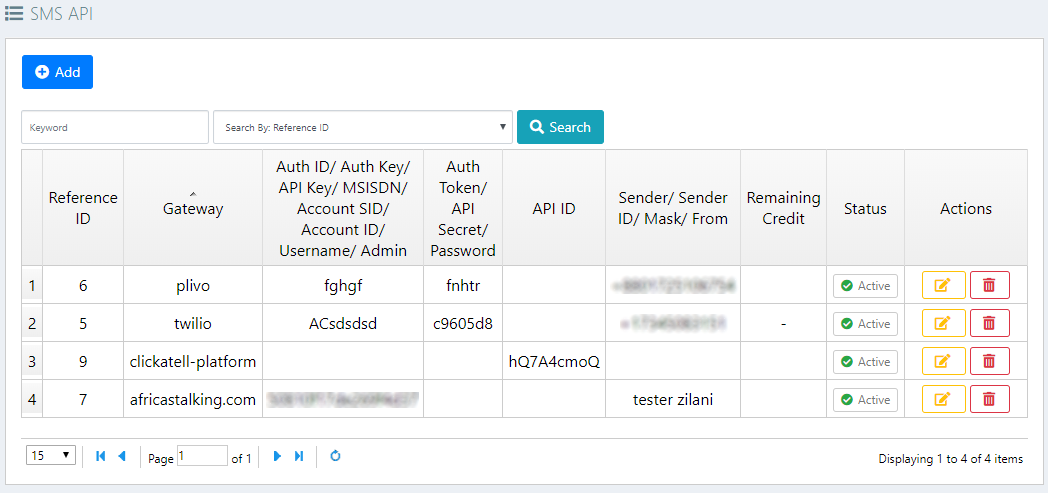 SMS API
Add
Keyword
Search By: Reference ID
Search
Reference
ID
Gateway
Auth ID/ Auth Key/
API Key/ MSISDN/
Account SID/
Account ID/
Username/ Admin
Auth
Token/
API
Secret/
Password
API ID
Sender/ Sender
ID/ Mask/ From
Remaining
Credit
Status
Actions
1 6 plivo fghgf fnhtr Active
2 5 twilio ACsdsdsd c9605d8 - Active
3 9 clickatell-platform hQ7A4cmoQ Active
4 7 africastalking.com tester zilani Active
15 Page 1 of 1 Displaying 1 to 4 of 4 items